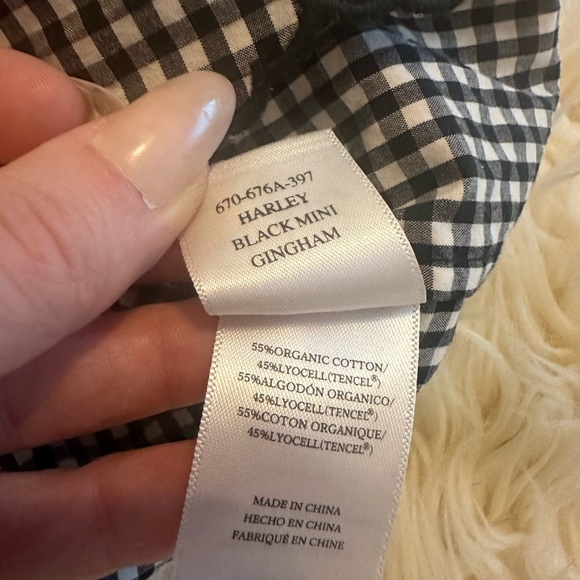 670-676A-397
HARLEY
BLACK MINI
GINGHAM
55%ORGANIC COTTON/
45%LYOCELL(TENCEL®)
55%ALGODÓN ORGANICO/
45%LYOCELL(TENCEL®)
55%COTON ORGANIQUE/
45%LYOCELL(TENCEL®)
MADE IN CHINA
HECHO EN CHINA
FABRIQUÉ EN CHINE